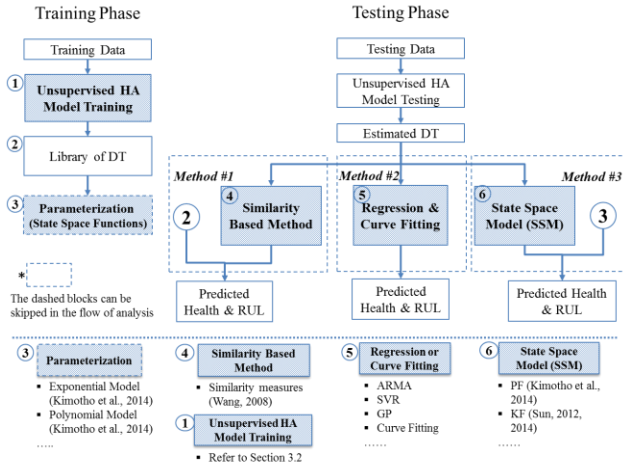 Training Phase
Testing Phase
Training Data
1
Unsupervised HA
Model Training
2
Library of DT
3
Parameterization
(State Space Functions)
*
The dashed blocks can be
skipped in the flow of analysis
Testing Data
Unsupervised HA
Model Testing
Estimated DT
Method #1
4
Similarity
Based Method
2
Predicted
Health & RUL
Method #2
5
Regression &
Curve Fitting
Predicted
Health & RUL
Method #3
6
State Space
Model (SSM)
3
Predicted Health
& RUL
3
Parameterization
▪ Exponential Model
(Kimotho et al., 2014)
▪ Polynomial Model
(Kimotho et al., 2014)
…..
4
Similarity Based
Method
▪ Similarity measures
(Wang, 2008)
1
Unsupervised HA
Model Training
▪ Refer to Section 3.2
5
Regression or
Curve Fitting
▪ ARMA
▪ SVR
▪ GP
▪ Curve Fitting
……
6
State Space
Model (SSM)
▪ PF (Kimotho et al.,
2014)
▪ KF (Sun, 2012,
2014)
……